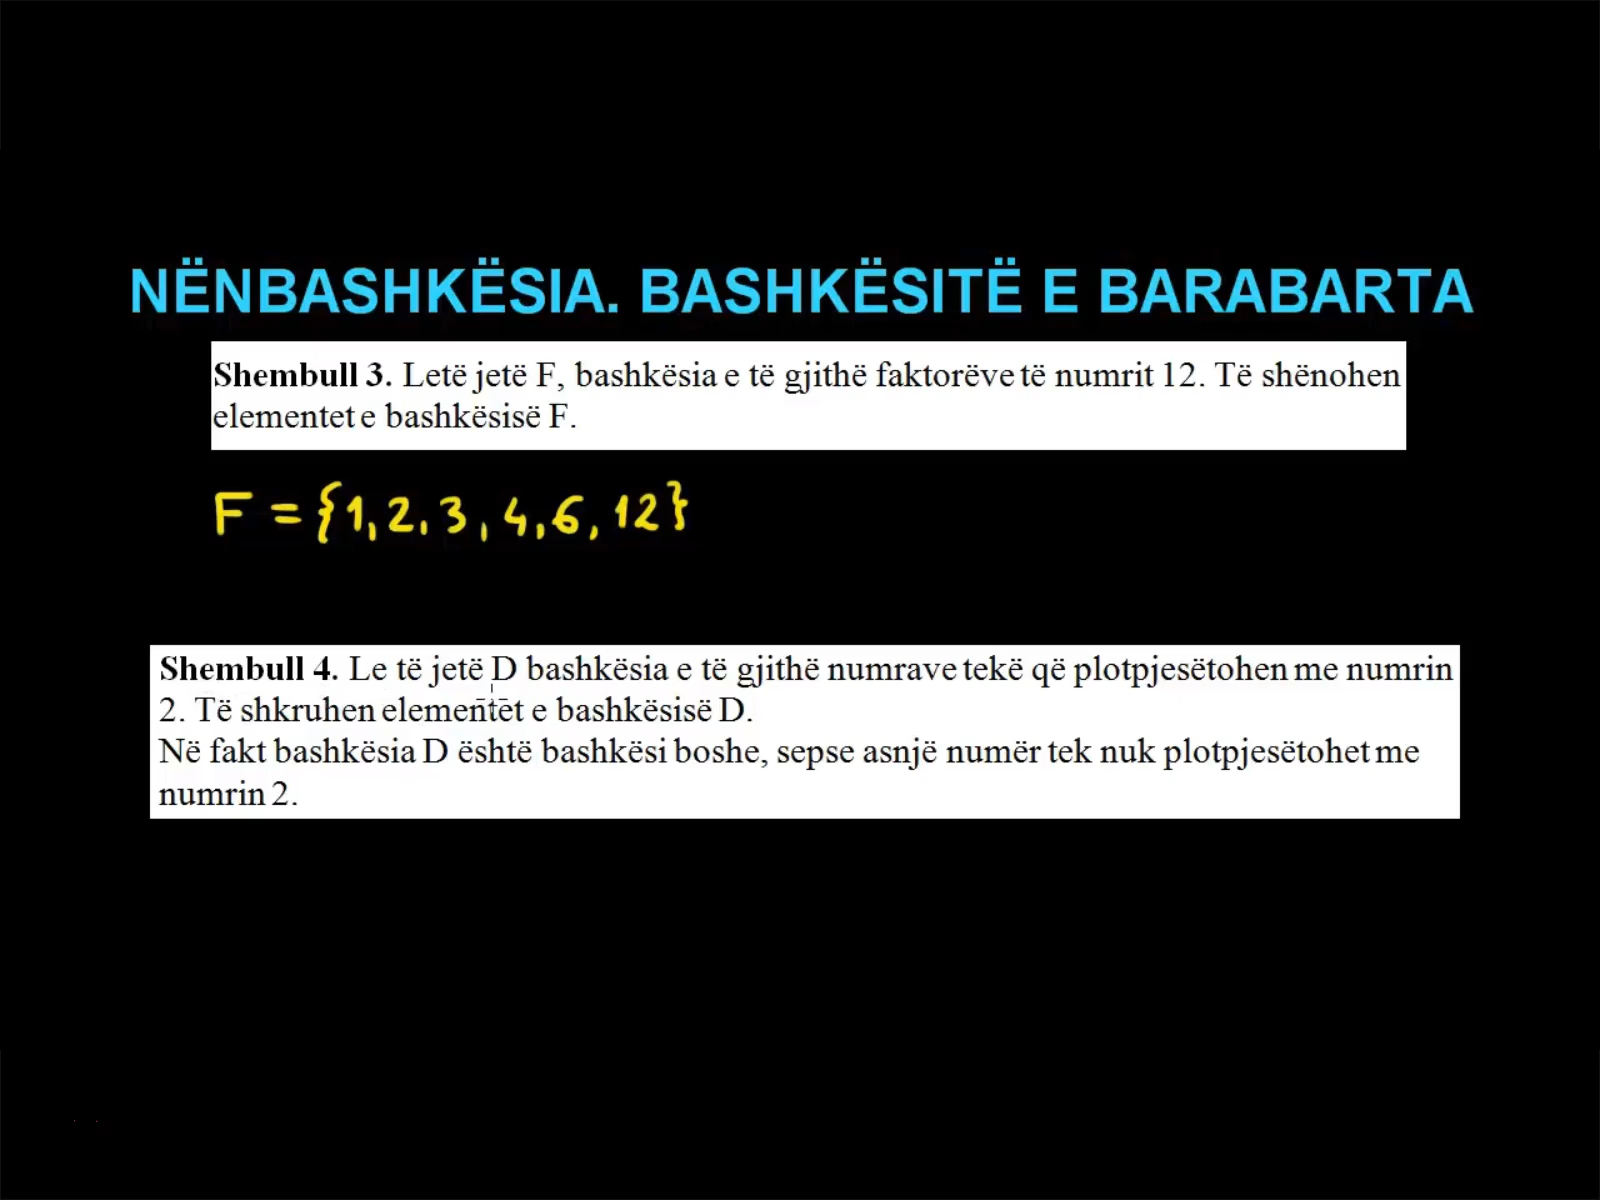 NËNBASHKËSIA. BASHKËSITË E BARABARTA
Shembull 3. Letë jetë F, bashkësia e të gjithë faktorëve të numrit 12. Të shënohen
elementet e bashkësisë F.
F = {1, 2, 3, 4, 6, 12}
Shembull 4. Le të jetë D bashkësia e të gjithë numrave tekë që plotpjesëtohen me numrin
2. Të shkruhen elementët e bashkësisë D.
Në fakt bashkësia D është bashkësi boshe, sepse asnjë numër tek nuk plotpjesëtohet me
numrin 2.